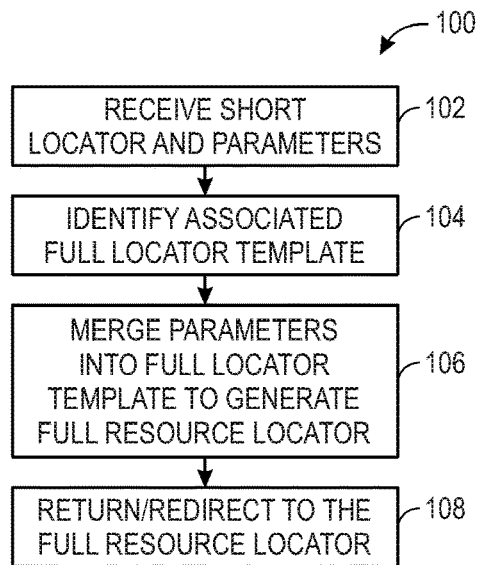 100
RECEIVE SHORT
LOCATOR AND PARAMETERS
102
IDENTIFY ASSOCIATED
FULL LOCATOR TEMPLATE
104
MERGE PARAMETERS
INTO FULL LOCATOR
TEMPLATE TO GENERATE
FULL RESOURCE LOCATOR
106
RETURN/REDIRECT TO THE
FULL RESOURCE LOCATOR
108